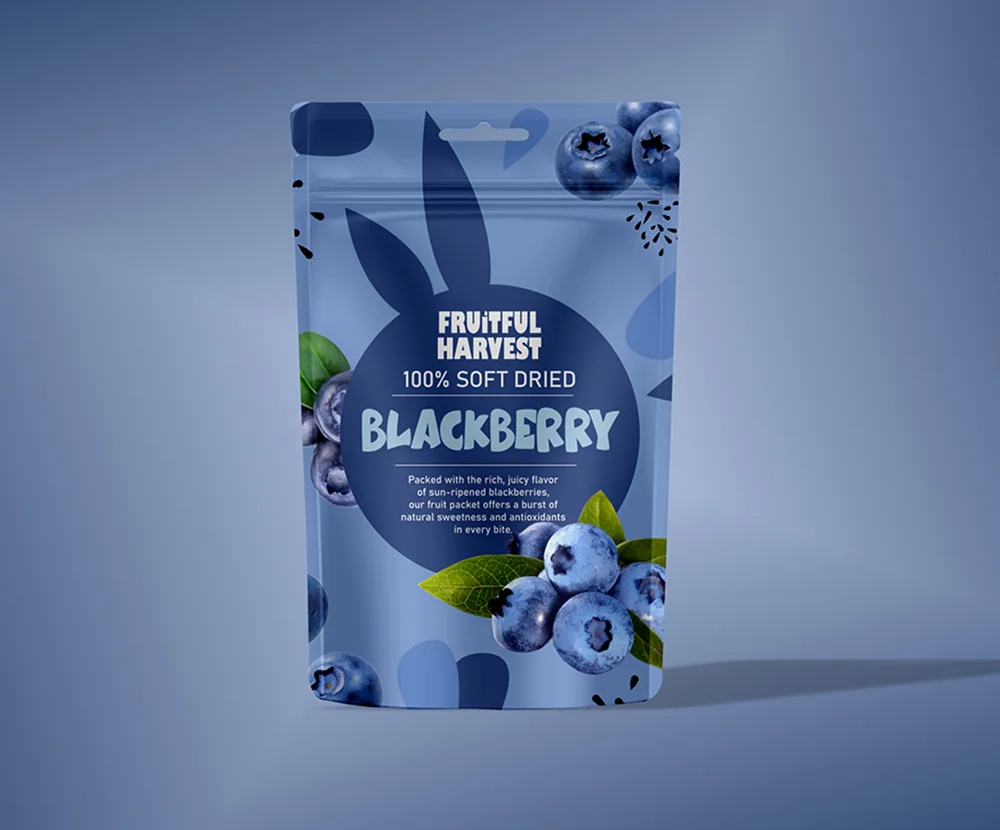 FRUiTFUL
HARVEST
100% SOFT DRIED
BLACKBERRY
Packed with the rich, juicy flavor
of sun-ripened blackberries,
our fruit packet offers a burst of
natural sweetness and antioxidants
in every bite.